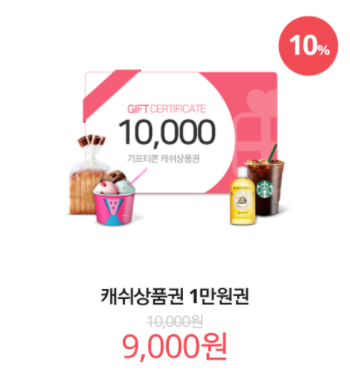 10%
GIFT CERTIFICATE
10,000
기프티콘 캐쉬상품권
캐쉬상품권 1만원권
10,000원
9,000원